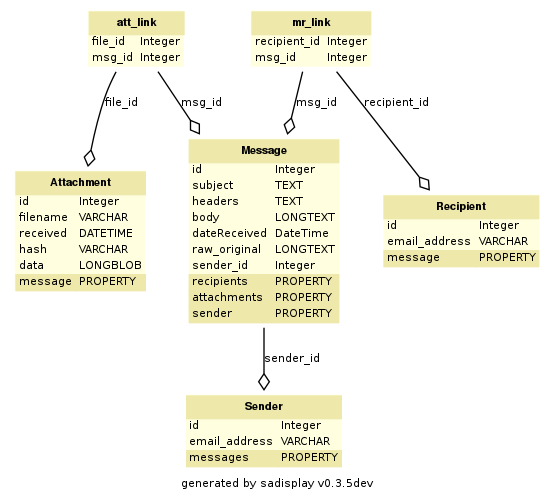 att_link
file_id Integer
msg_id Integer
mr_link
recipient_id Integer
msg_id Integer
file_id
msg_id
msg_id
recipient_id
Attachment
id Integer
filename VARCHAR
received DATETIME
hash VARCHAR
data LONGBLOB
message PROPERTY
Message
id Integer
subject TEXT
headers TEXT
body LONGTEXT
dateReceived DateTime
raw_original LONGTEXT
sender_id Integer
recipients PROPERTY
attachments PROPERTY
sender PROPERTY
Recipient
id Integer
email_address VARCHAR
message PROPERTY
sender_id
Sender
id Integer
email_address VARCHAR
messages PROPERTY
generated by sadisplay v0.3.5dev